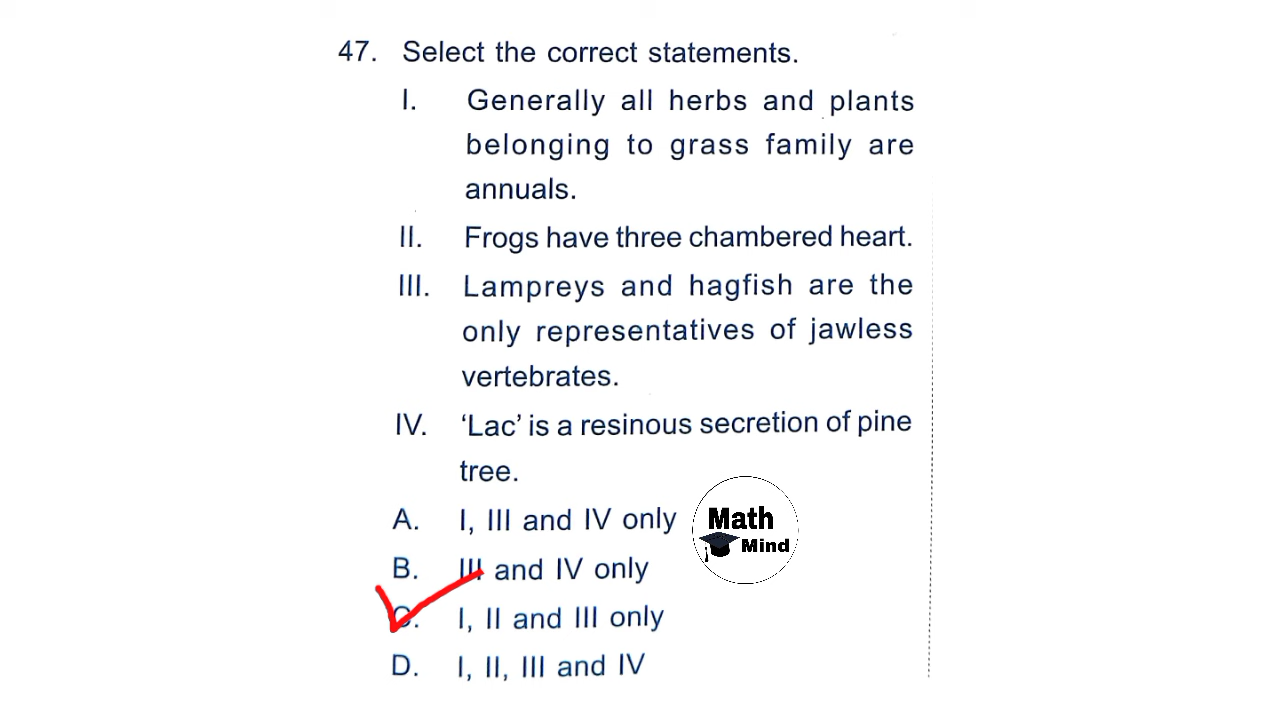 47. Select the correct statements.
I. Generally all herbs and plants
belonging to grass family are
annuals.
II. Frogs have three chambered heart.
III. Lampreys and hagfish are the
only representatives of jawless
vertebrates.
IV. ‘Lac’ is a resinous secretion of pine
tree.
A. I, III and IV only
B. III and IV only
C. I, II and III only
D. I, II, III and IV
Math
Mind